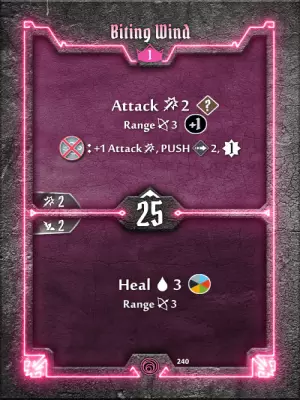 Biting Wind
1
Attack 2 ?
Range 3 +1
: +1 Attack, PUSH 2, 1
2
25
2
Heal 3
Range 3
240